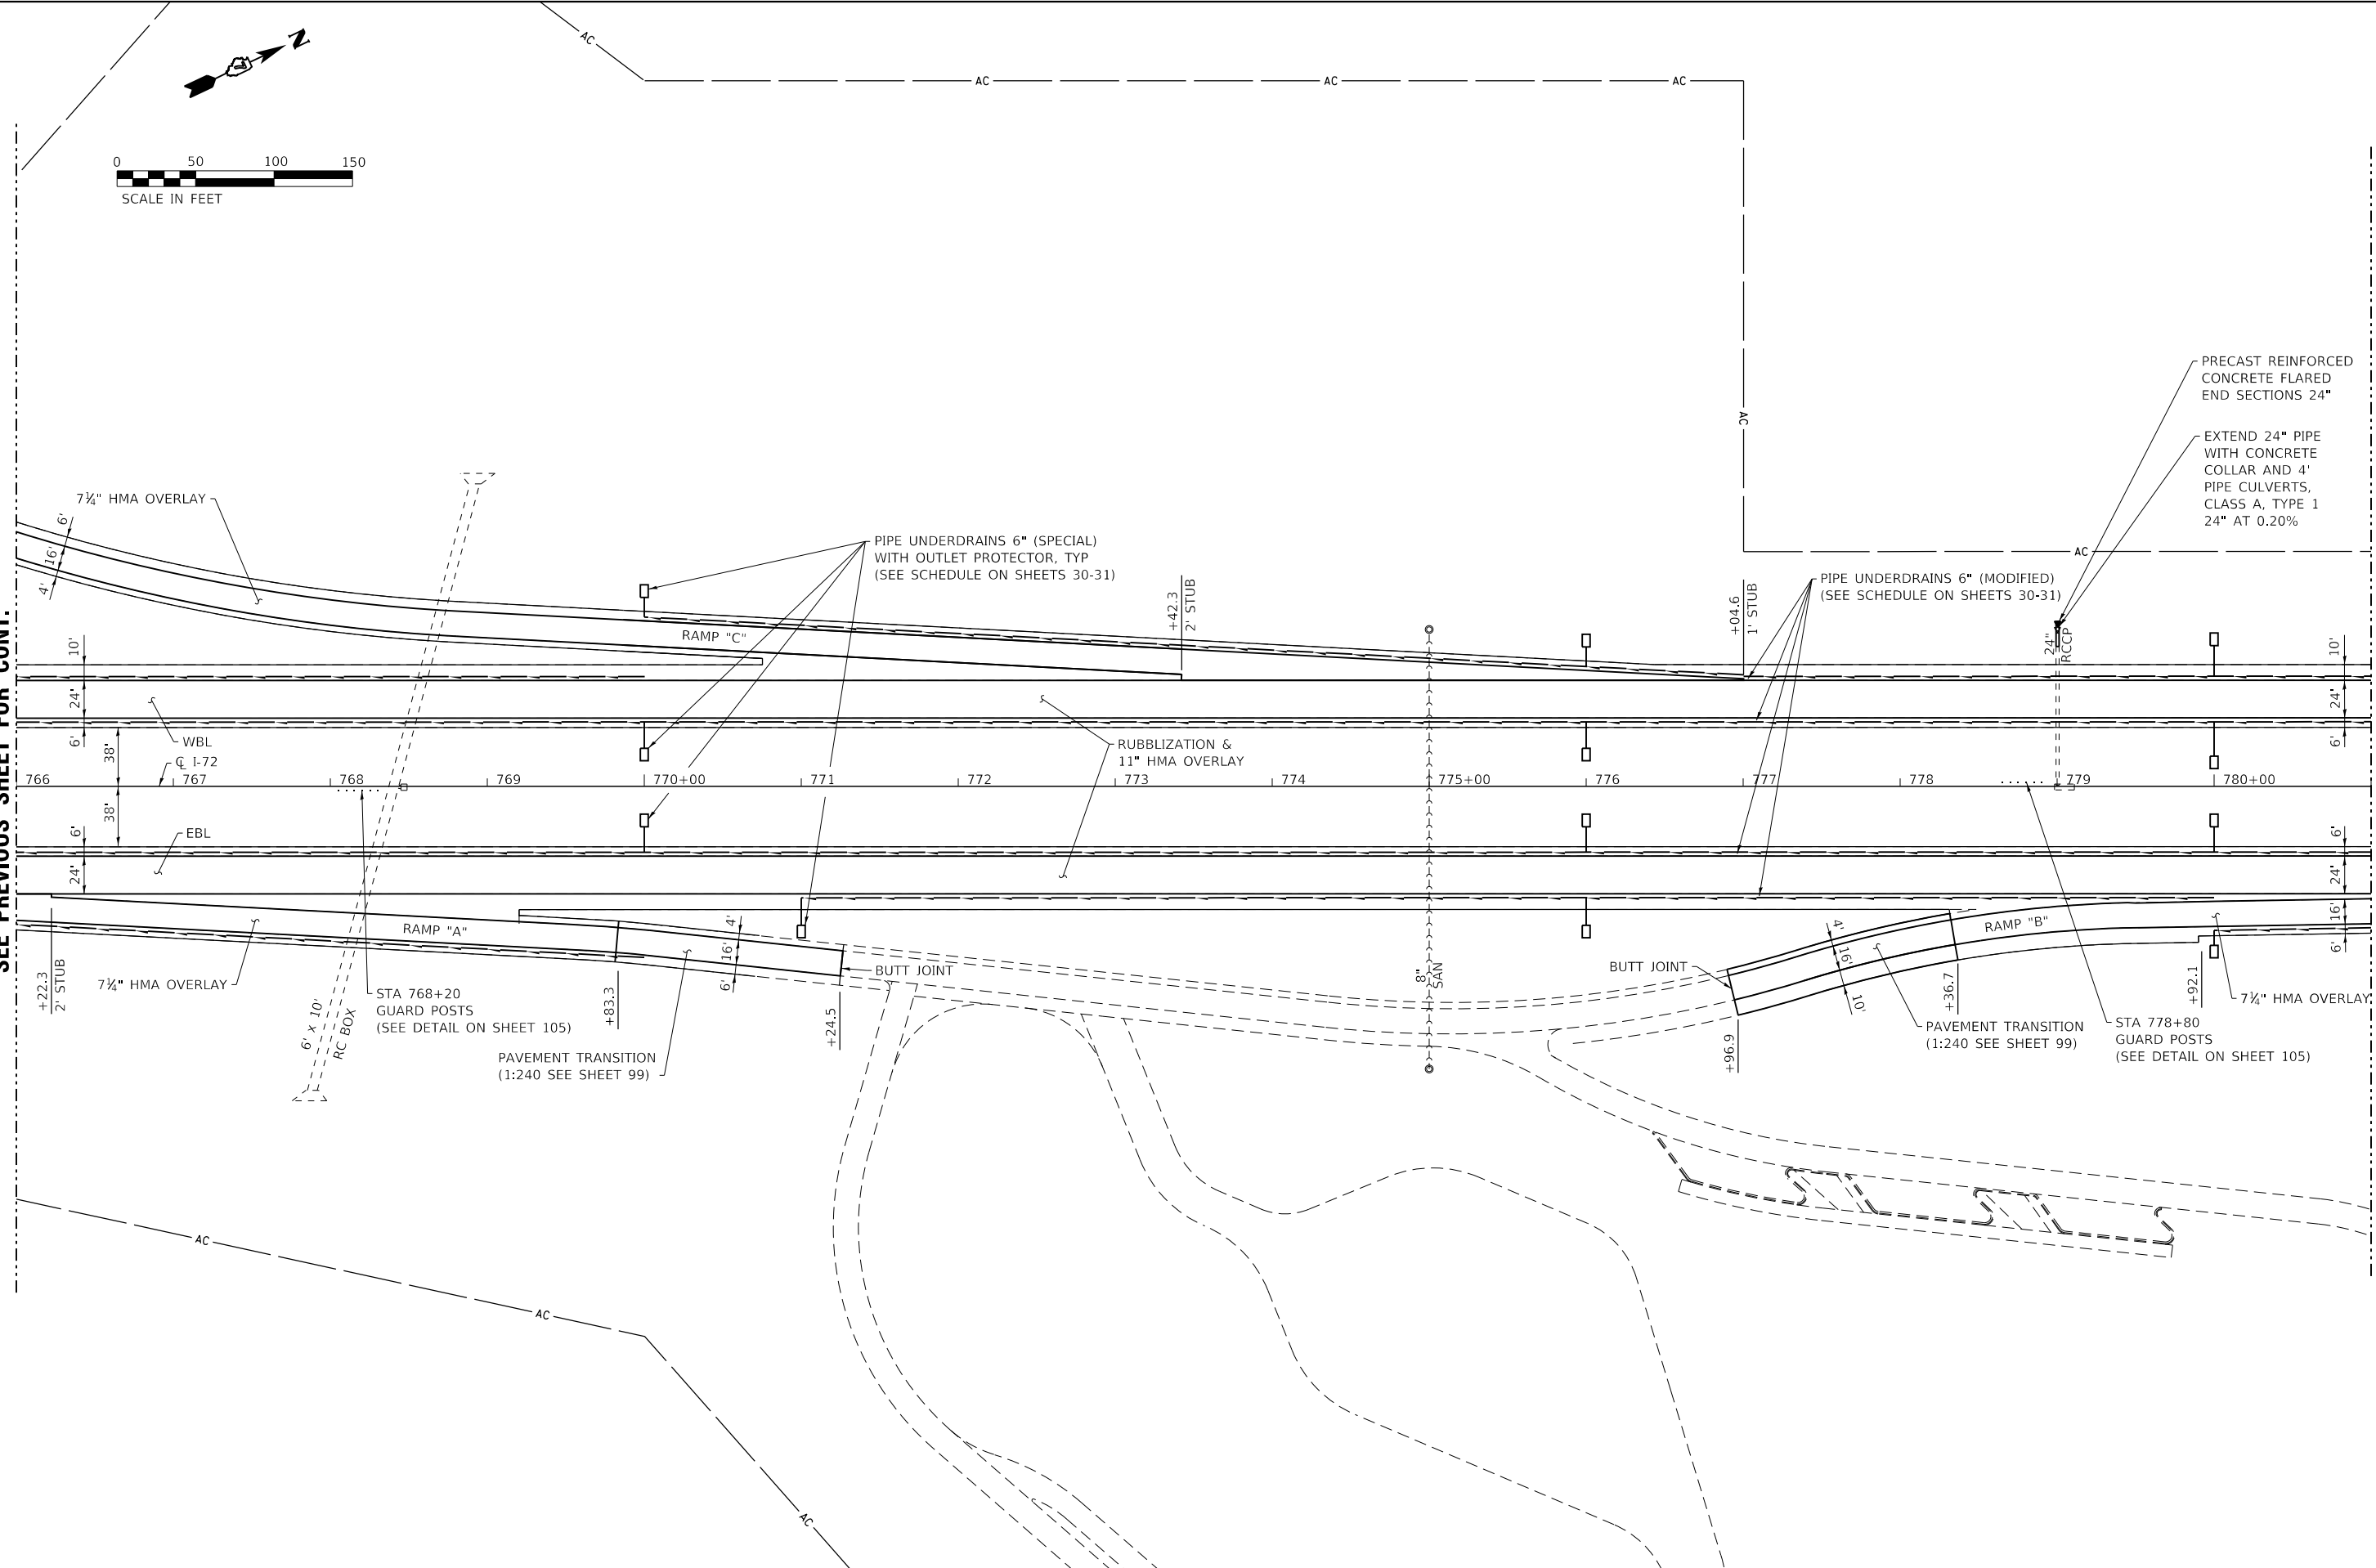 AC
N
AC
AC
AC
0 50 100 150
SCALE IN FEET
PRECAST REINFORCED
CONCRETE FLARED
END SECTIONS 24"
AC
EXTEND 24" PIPE
WITH CONCRETE
COLLAR AND 4'
PIPE CULVERTS,
CLASS A, TYPE 1
24" AT 0.20%
7¼" HMA OVERLAY
6'
16'
4'
PIPE UNDERDRAINS 6" (SPECIAL)
WITH OUTLET PROTECTOR, TYP
(SEE SCHEDULE ON SHEETS 30-31)
AC
PIPE UNDERDRAINS 6" (MODIFIED)
(SEE SCHEDULE ON SHEETS 30-31)
+42.3
2' STUB
+04.6
1' STUB
24"
RCCP
RAMP "C"
10'
24'
6'
38'
38'
6'
24'
10'
24'
6'
6'
24'
16'
6'
WBL
℄ I-72
RUBBLIZATION &
11" HMA OVERLAY
766 767 768 769 770+00 771 772 773 774 775+00 776 777 778 779 780+00
EBL
SEE PREVIOUS SHEET FOR CONT.
RAMP "A"
4'
16'
6'
BUTT JOINT
8"
SAN
BUTT JOINT
4'
16'
10'
RAMP "B"
+22.3
2' STUB
7¼" HMA OVERLAY
6' x 10'
RC BOX
STA 768+20
GUARD POSTS
(SEE DETAIL ON SHEET 105)
+83.3
+24.5
PAVEMENT TRANSITION
(1:240 SEE SHEET 99)
+96.9
+36.7
+92.1
7¼" HMA OVERLAY
PAVEMENT TRANSITION
(1:240 SEE SHEET 99)
STA 778+80
GUARD POSTS
(SEE DETAIL ON SHEET 105)
AC
AC
AC